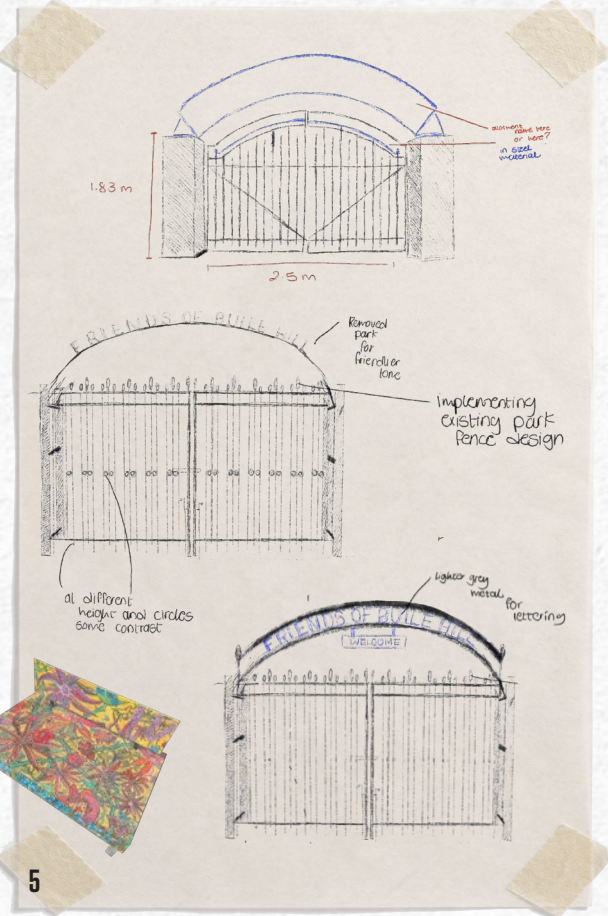 allotment
name here
or here?
in steel
material
1.83 m
2.5 m
FRIENDS OF BUILE HILL
Removed
park
for
friendlier
tone
implementing
existing park
fence design
at different
height and circles
some contrast
lighter grey
metal
for
lettering
FRIENDS OF BUILE HILL
WELCOME
5